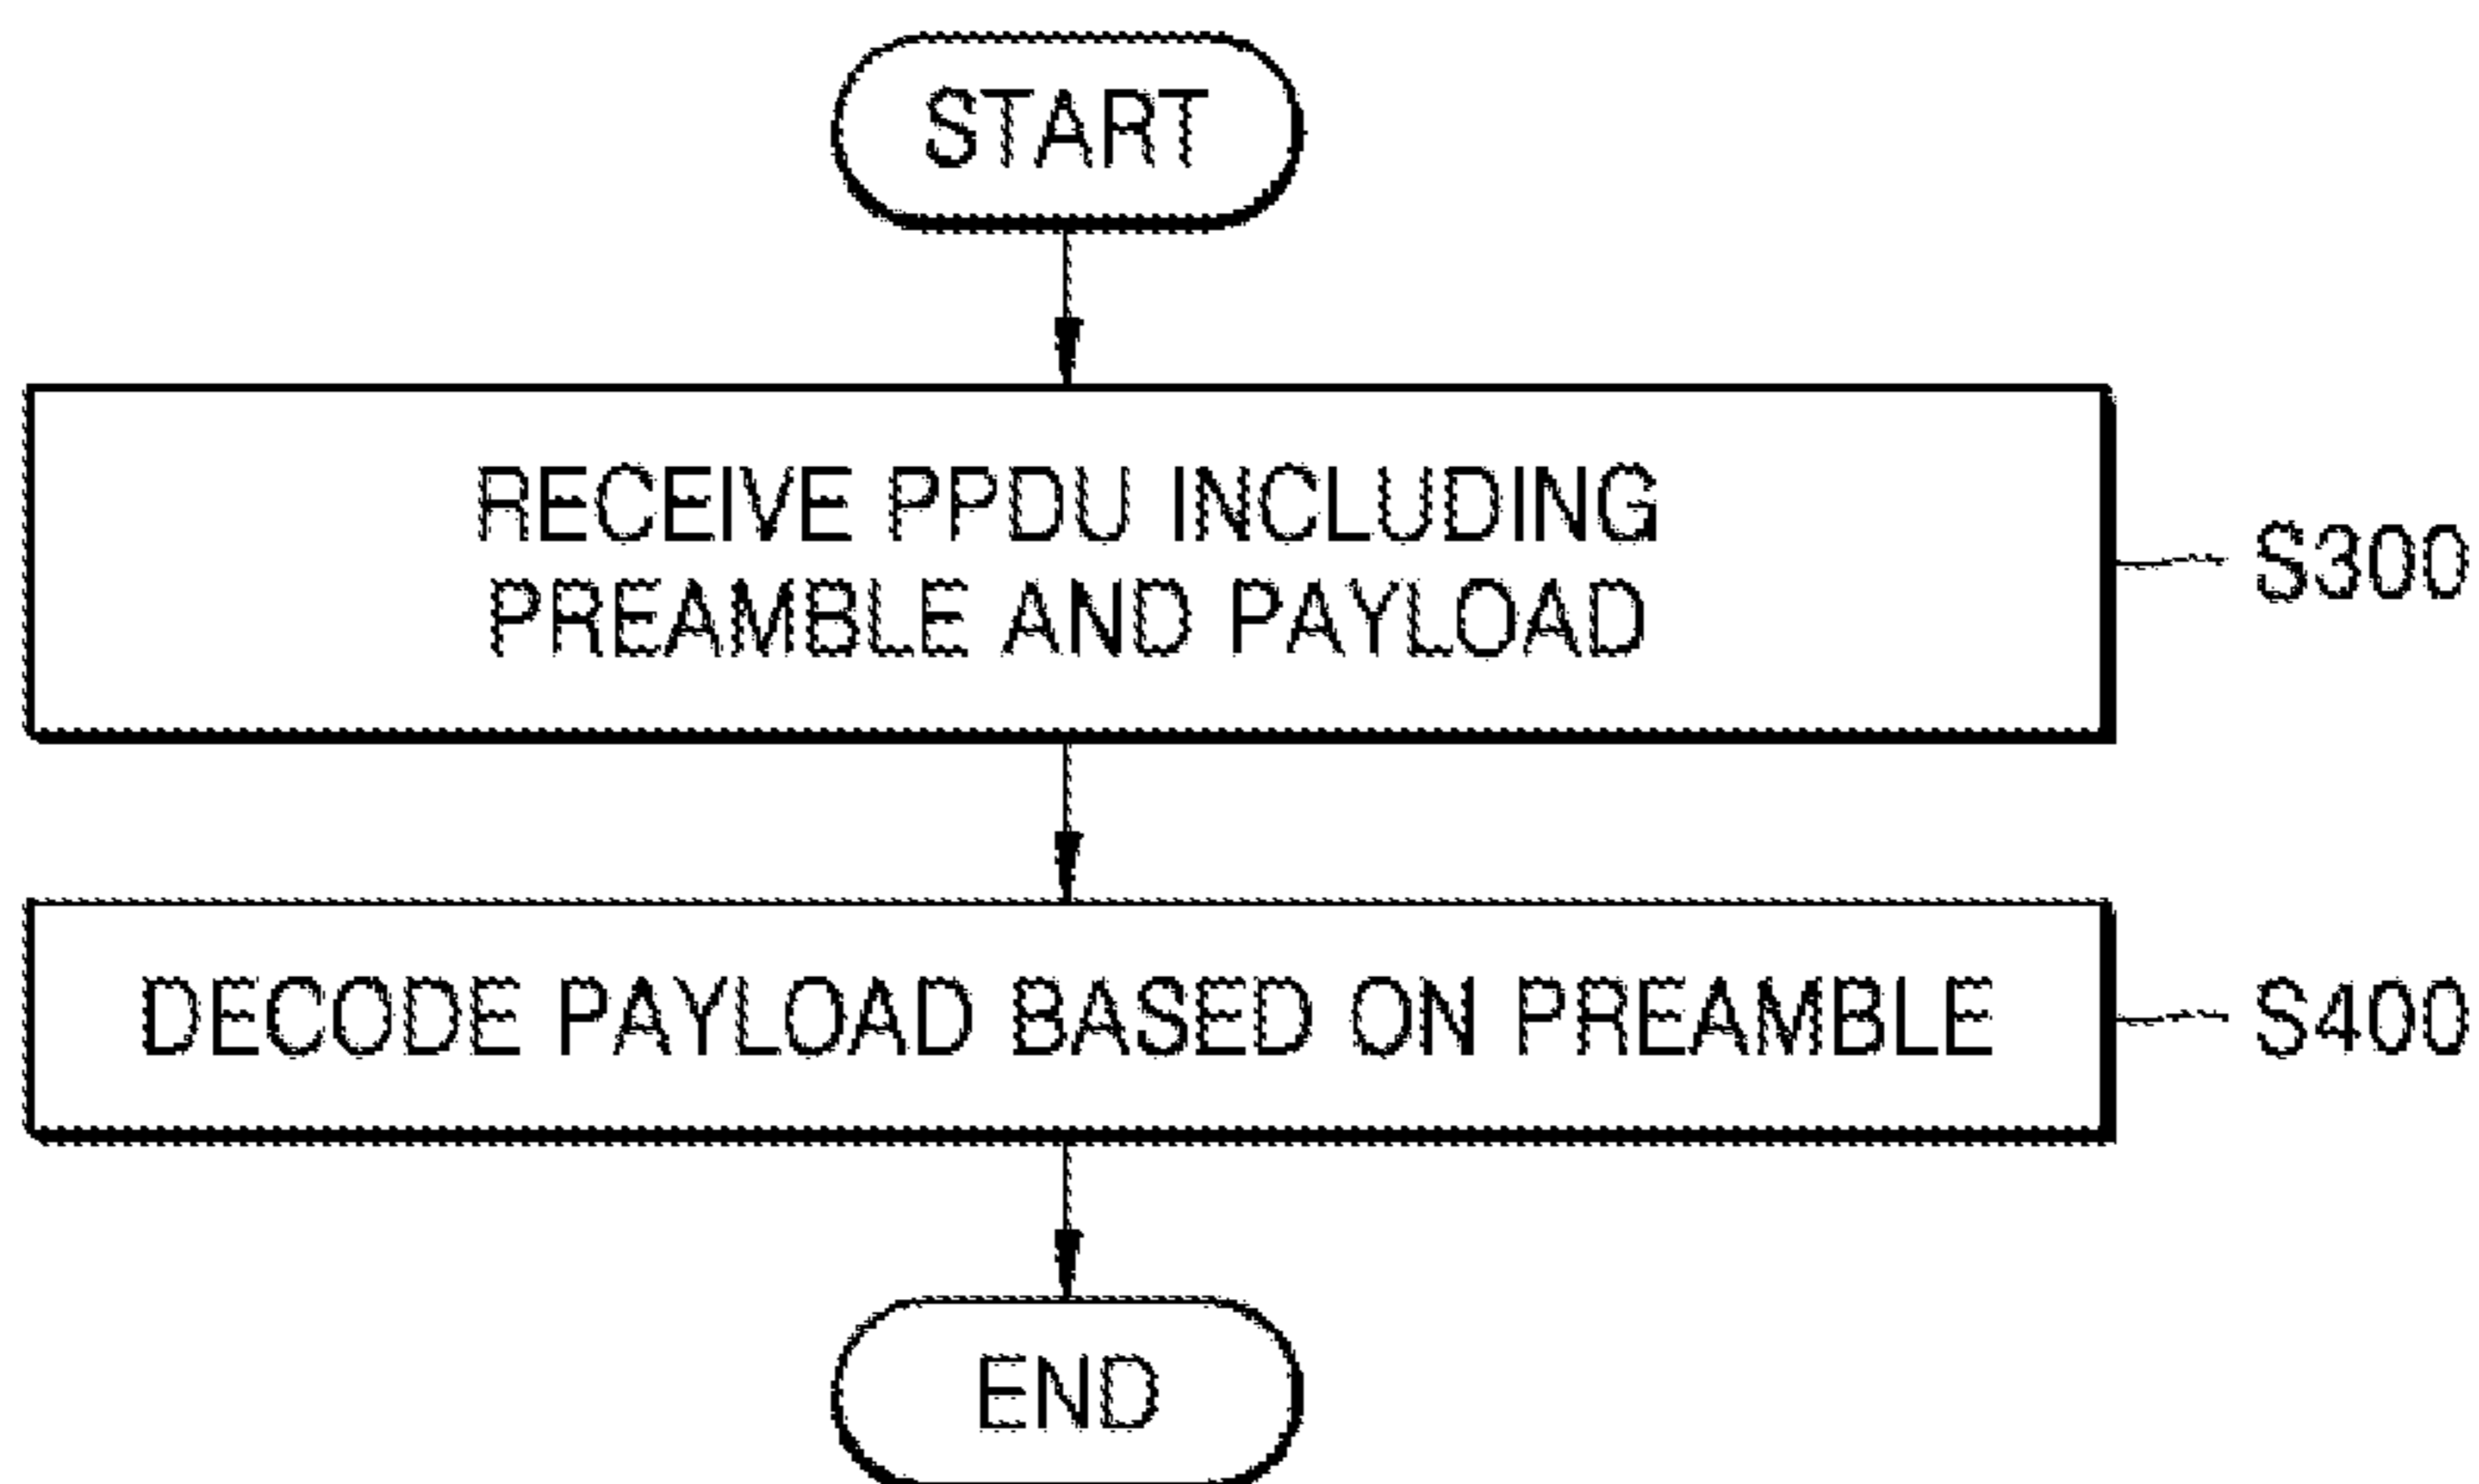 START
RECEIVE PPDU INCLUDING
PREAMBLE AND PAYLOAD
S300
DECODE PAYLOAD BASED ON PREAMBLE
S400
END